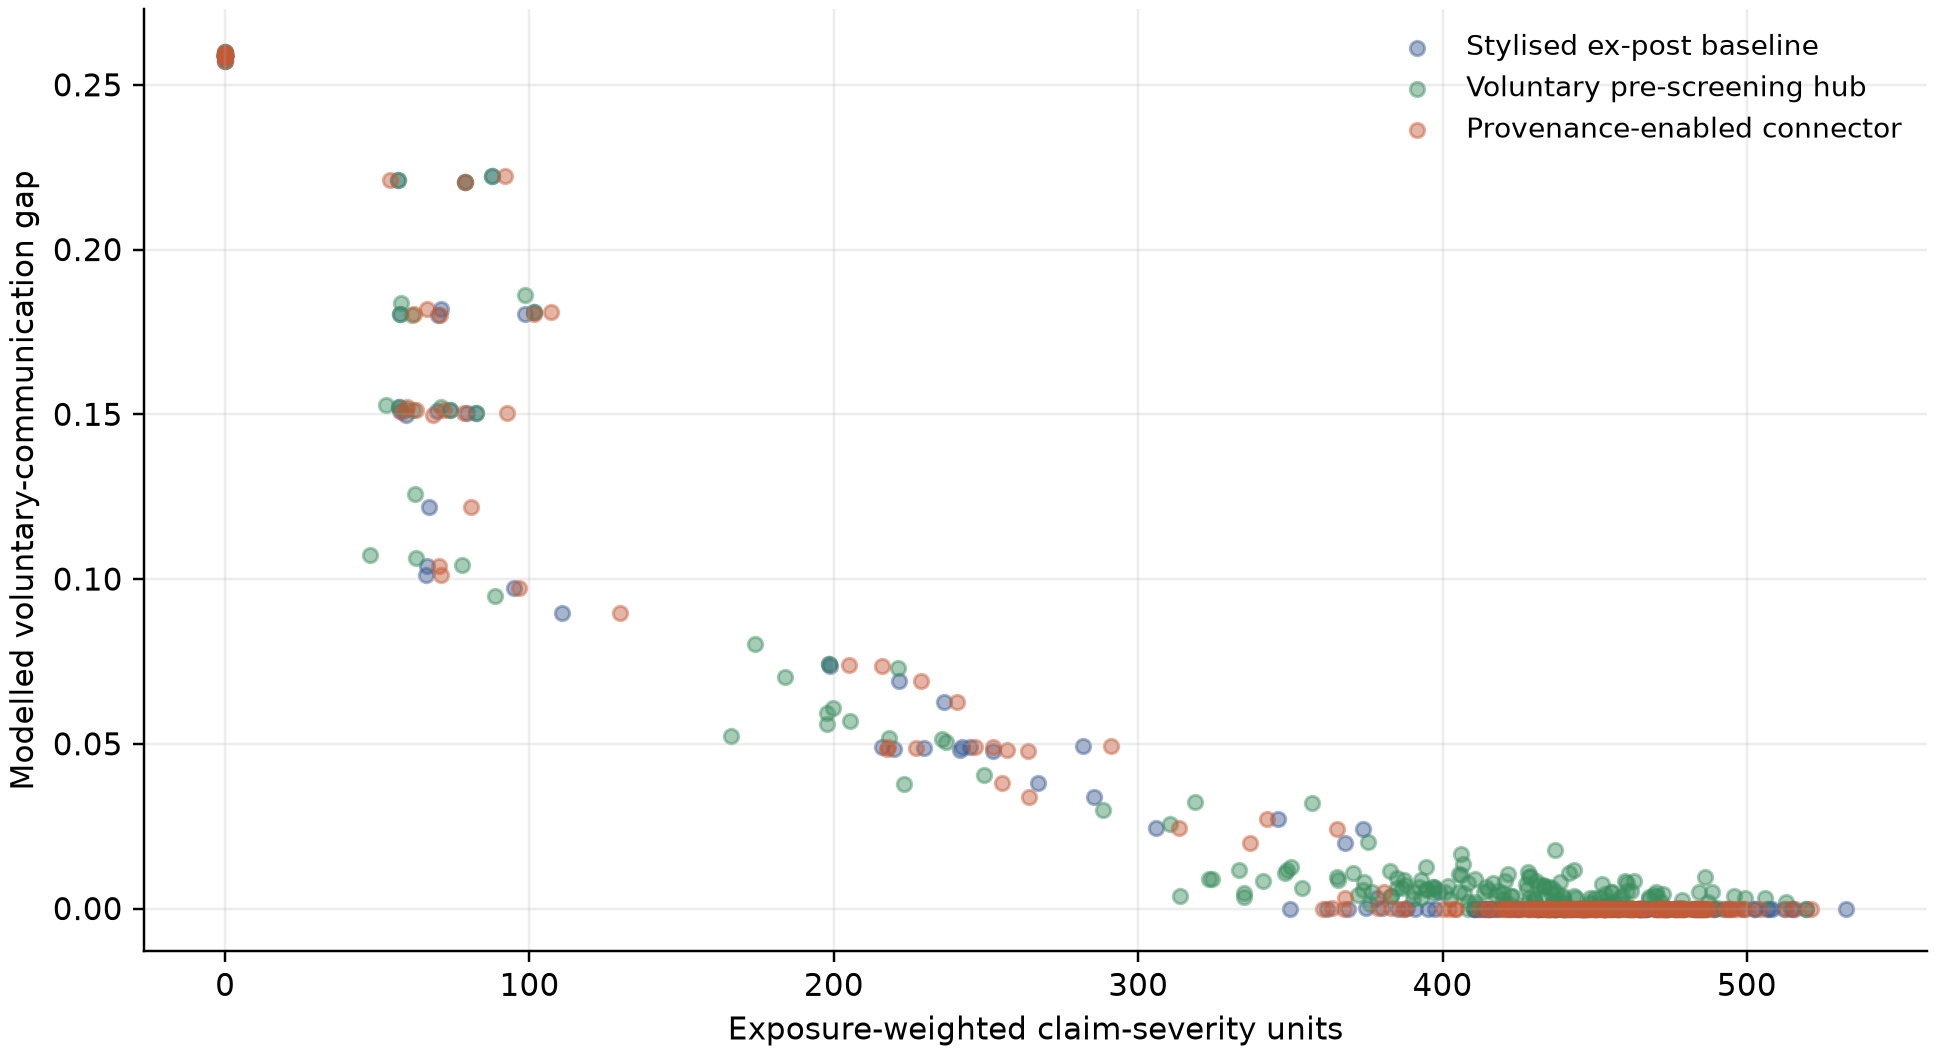 Stylised ex-post baseline
Voluntary pre-screening hub
Provenance-enabled connector
Modelled voluntary-communication gap
0.25
0.20
0.15
0.10
0.05
0.00
0 100 200 300 400 500
Exposure-weighted claim-severity units